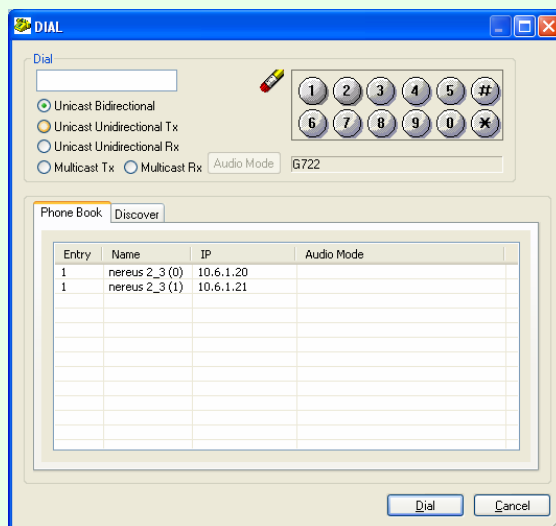 DIAL
Dial
1 2 3 4 5 #
Unicast Bidirectional
6 7 8 9 0 *
Unicast Unidirectional Tx
Unicast Unidirectional Rx
Multicast Tx Multicast Rx Audio Mode G722
Phone Book Discover
Entry Name IP Audio Mode
1 nereus 2_3 (0) 10.6.1.20
1 nereus 2_3 (1) 10.6.1.21
Dial Cancel